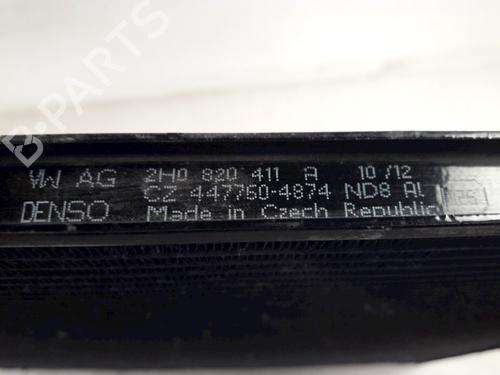 VW AG 2H0 820 411 A 10/12
CZ 447760-4874 ND8 Al
DENSO Made in Czech Republic
B-PARTS